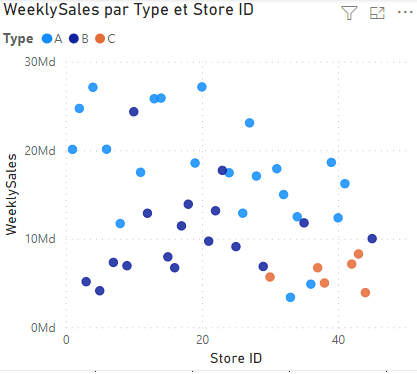 WeeklySales par Type et Store ID
Type A B C
30Md
20Md
10Md
0Md
WeeklySales
0 20 40
Store ID